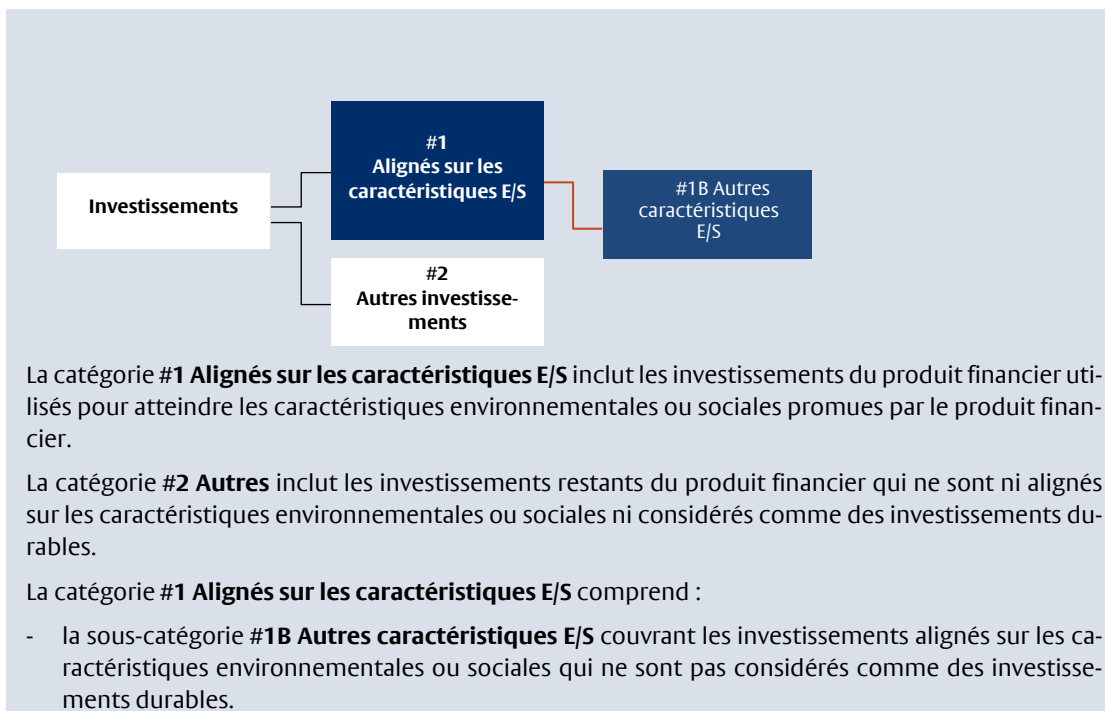 #1
Alignés sur les
caractéristiques E/S
Investissements
#1B Autres
caractéristiques
E/S
#2
Autres investisse-
ments
La catégorie #1 Alignés sur les caractéristiques E/S inclut les investissements du produit financier uti-
lisés pour atteindre les caractéristiques environnementales ou sociales promues par le produit finan-
cier.
La catégorie #2 Autres inclut les investissements restants du produit financier qui ne sont ni alignés
sur les caractéristiques environnementales ou sociales ni considérés comme des investissements du-
rables.
La catégorie #1 Alignés sur les caractéristiques E/S comprend :
- la sous-catégorie #1B Autres caractéristiques E/S couvrant les investissements alignés sur les ca-
ractéristiques environnementales ou sociales qui ne sont pas considérés comme des investisse-
ments durables.